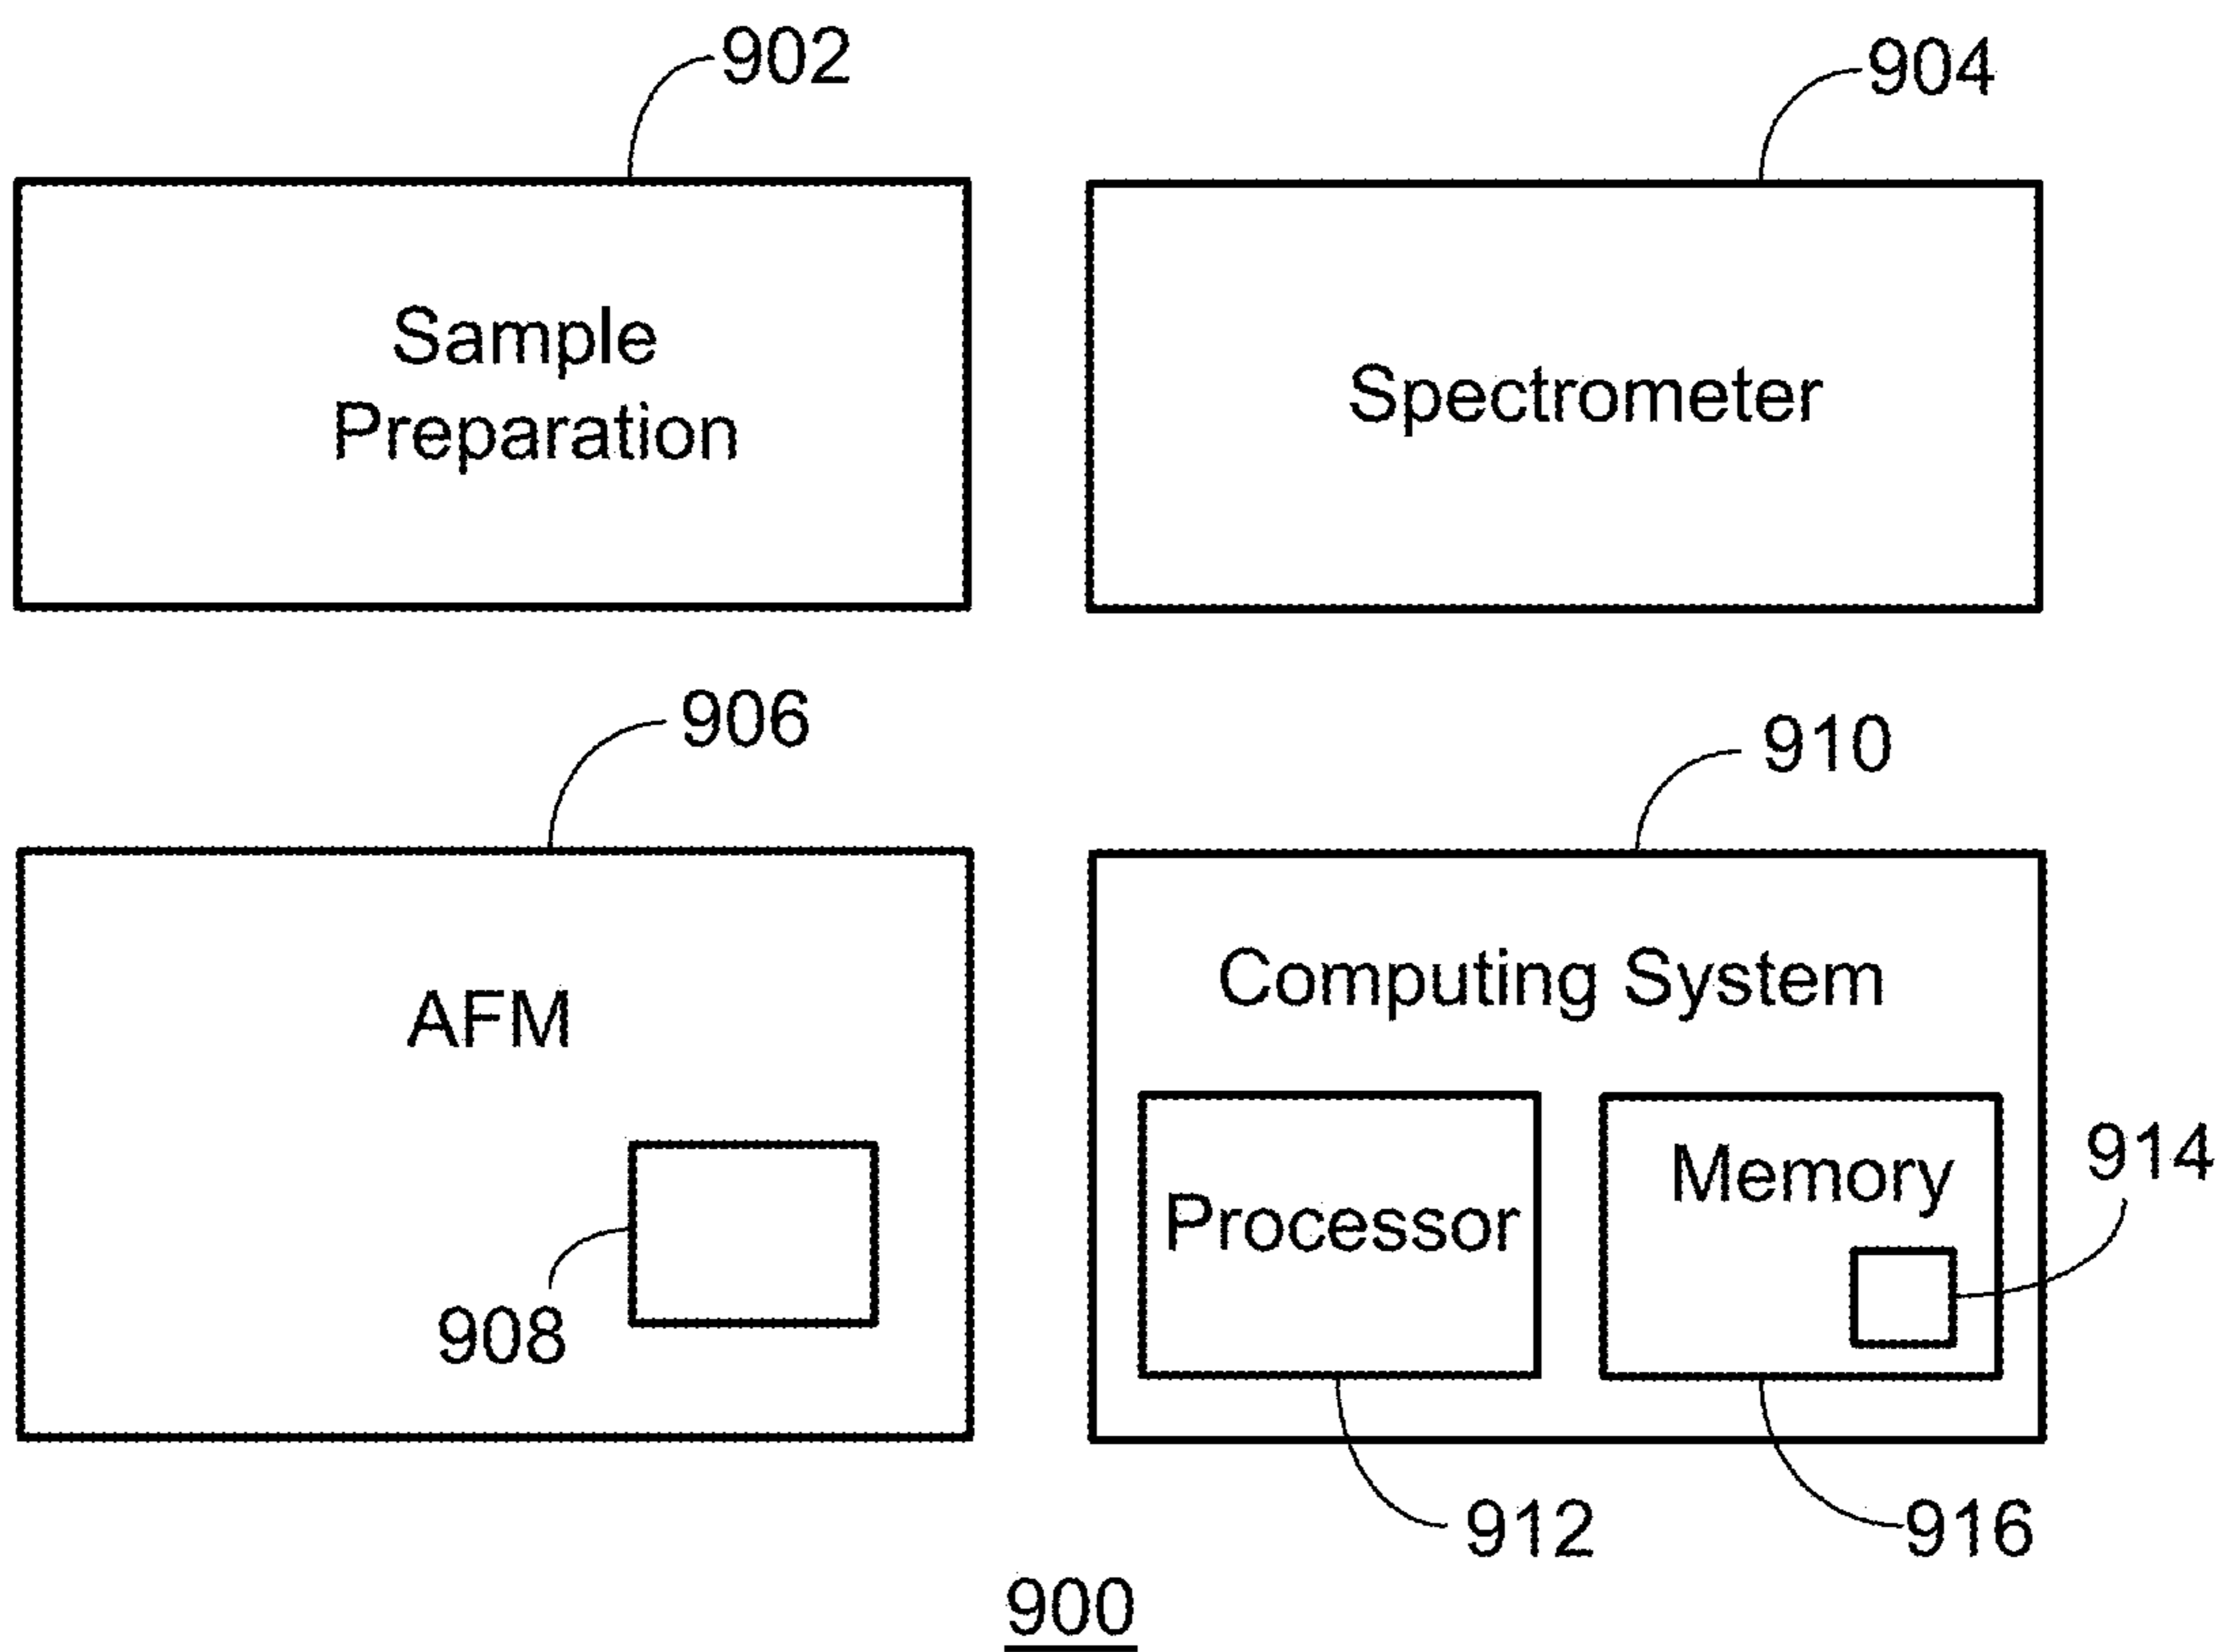 902
904
Sample
Preparation
Spectrometer
906
910
AFM
Computing System
908
Processor
Memory
914
912
916
900